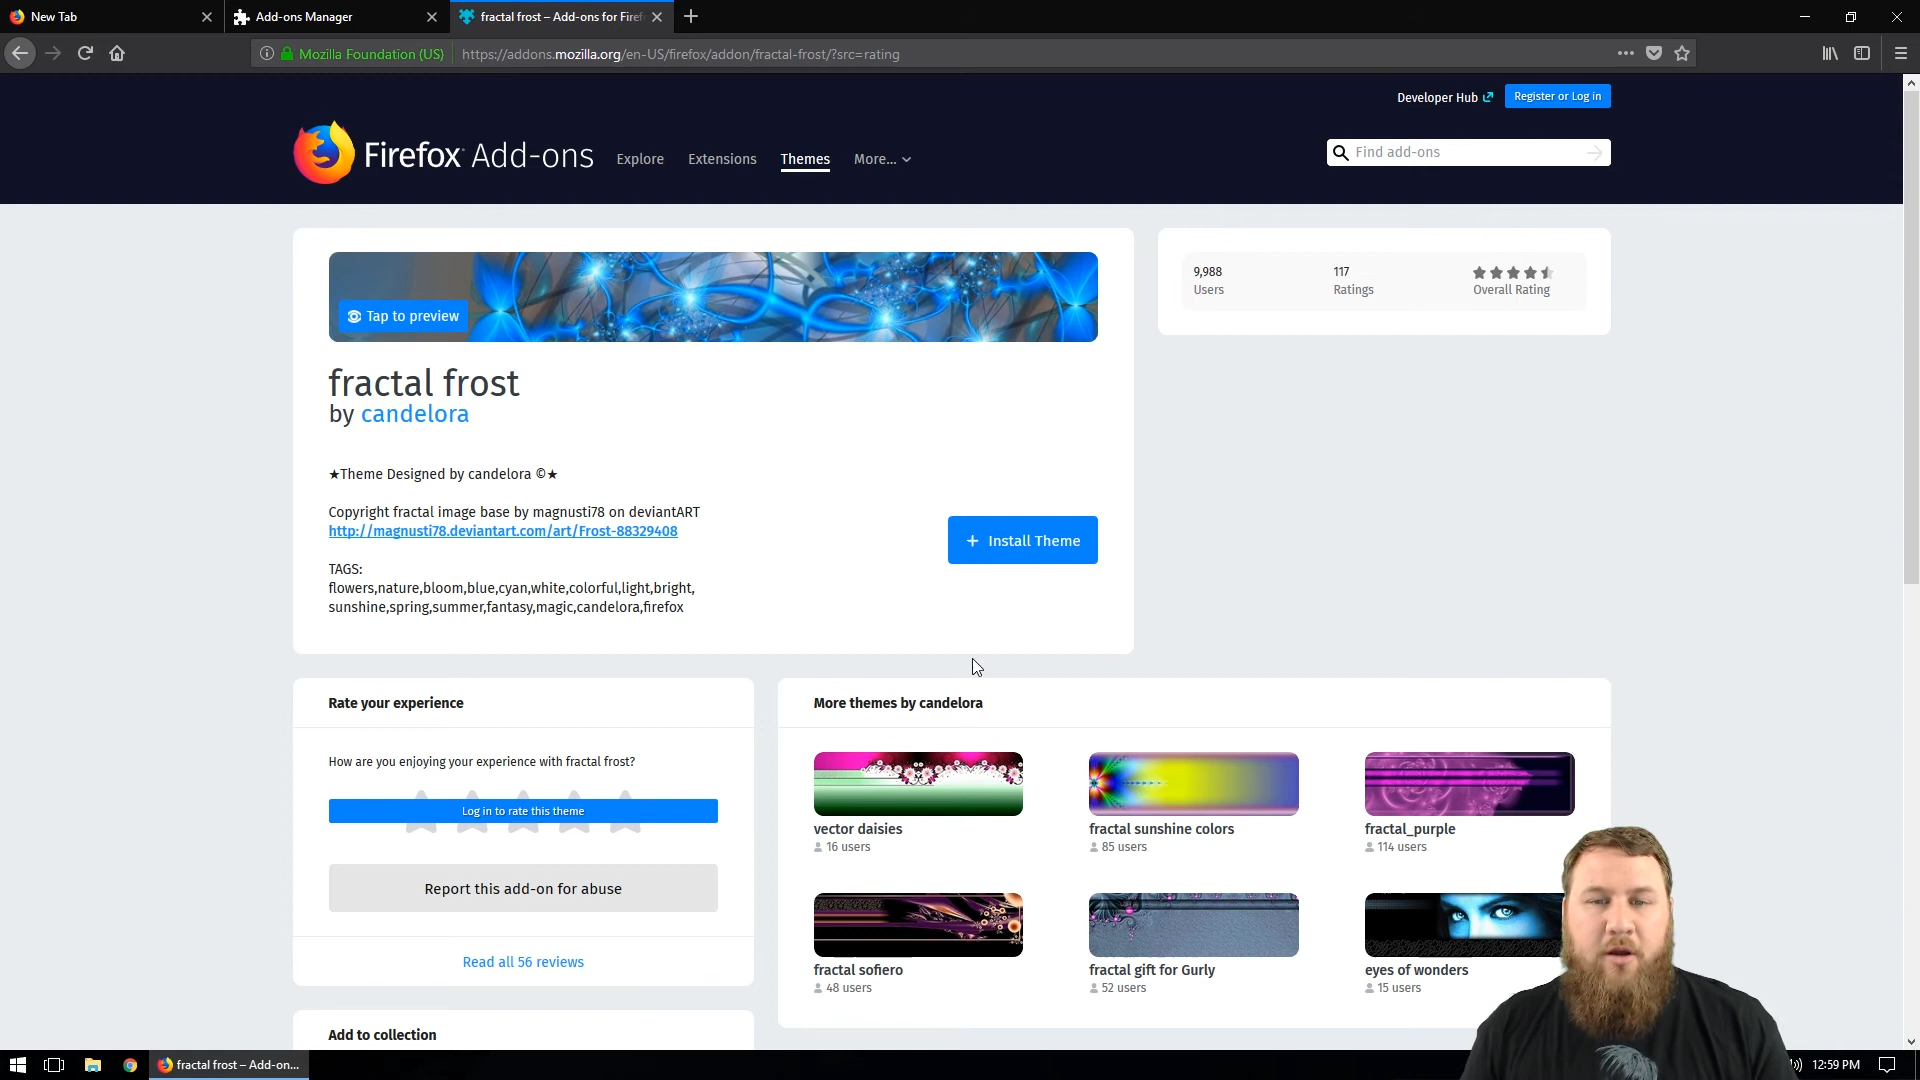 New Tab
Add-ons Manager
fractal frost – Add-ons for Firef
Mozilla Foundation (US)
https://addons.mozilla.org/en-US/firefox/addon/fractal-frost/?src=rating
Developer Hub
Register or Log in
Firefox Add-ons
Explore
Extensions
Themes
More...
Find add-ons
Tap to preview
9,988
Users
117
Ratings
Overall Rating
fractal frost
by candelora
★Theme Designed by candelora ©★
Copyright fractal image base by magnusti78 on deviantART
http://magnusti78.deviantart.com/art/Frost-88329408
+ Install Theme
TAGS:
flowers,nature,bloom,blue,cyan,white,colorful,light,bright,
sunshine,spring,summer,fantasy,magic,candelora,firefox
Rate your experience
How are you enjoying your experience with fractal frost?
Log in to rate this theme
Report this add-on for abuse
Read all 56 reviews
Add to collection
More themes by candelora
vector daisies
16 users
fractal sunshine colors
85 users
fractal_purple
114 users
fractal sofiero
48 users
fractal gift for Gurly
52 users
eyes of wonders
15 users
fractal frost – Add-on...
12:59 PM